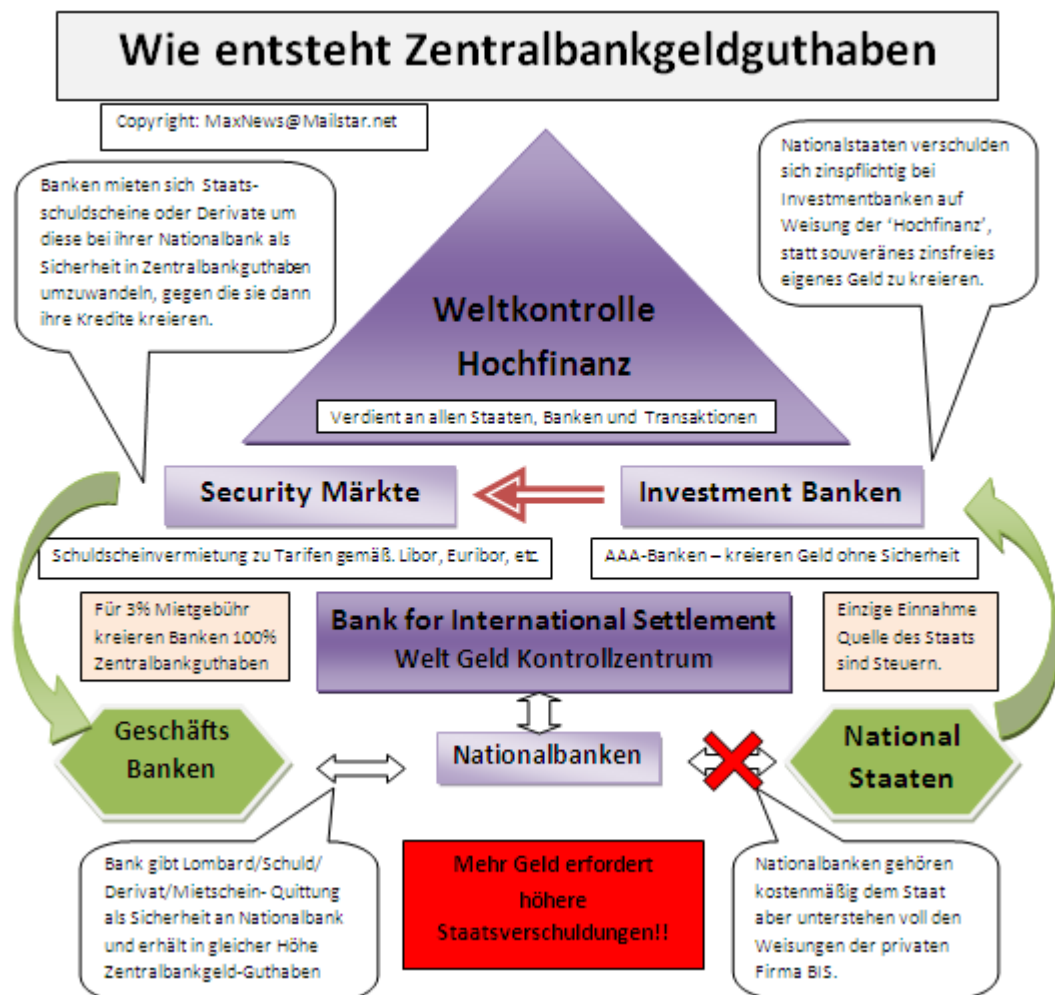 Wie entsteht Zentralbankgeldguthaben
Copyright: MaxNews@Mailstar.net
Banken mieten sich Staats-
schuldscheine oder Derivate um
diese bei ihrer Nationalbank als
Sicherheit in Zentralbankguthaben
umzuwandeln, gegen die sie dann
ihre Kredite kreieren.
Nationalstaaten verschulden
sich zinspflichtig bei
Investmentbanken auf
Weisung der ‘Hochfinanz’,
statt souveränes zinsfreies
eigenes Geld zu kreieren.
Weltkontrolle
Hochfinanz
Verdient an allen Staaten, Banken und Transaktionen
Security Märkte
Investment Banken
Schuldscheinvermietung zu Tarifen gemäß. Libor, Euribor, etc.
AAA-Banken – kreieren Geld ohne Sicherheit
Für 3% Mietgebühr
kreieren Banken 100%
Zentralbankguthaben
Bank for International Settlement
Welt Geld Kontrollzentrum
Einzige Einnahme
Quelle des Staats
sind Steuern.
Geschäfts
Banken
Nationalbanken
National
Staaten
Bank gibt Lombard/Schuld/
Derivat/Mietschein- Quittung
als Sicherheit an Nationalbank
und erhält in gleicher Höhe
Zentralbankgeld-Guthaben
Mehr Geld erfordert
höhere
Staatsverschuldungen!!
Nationalbanken gehören
kostenmäßig dem Staat
aber unterstehen voll den
Weisungen der privaten
Firma BIS.